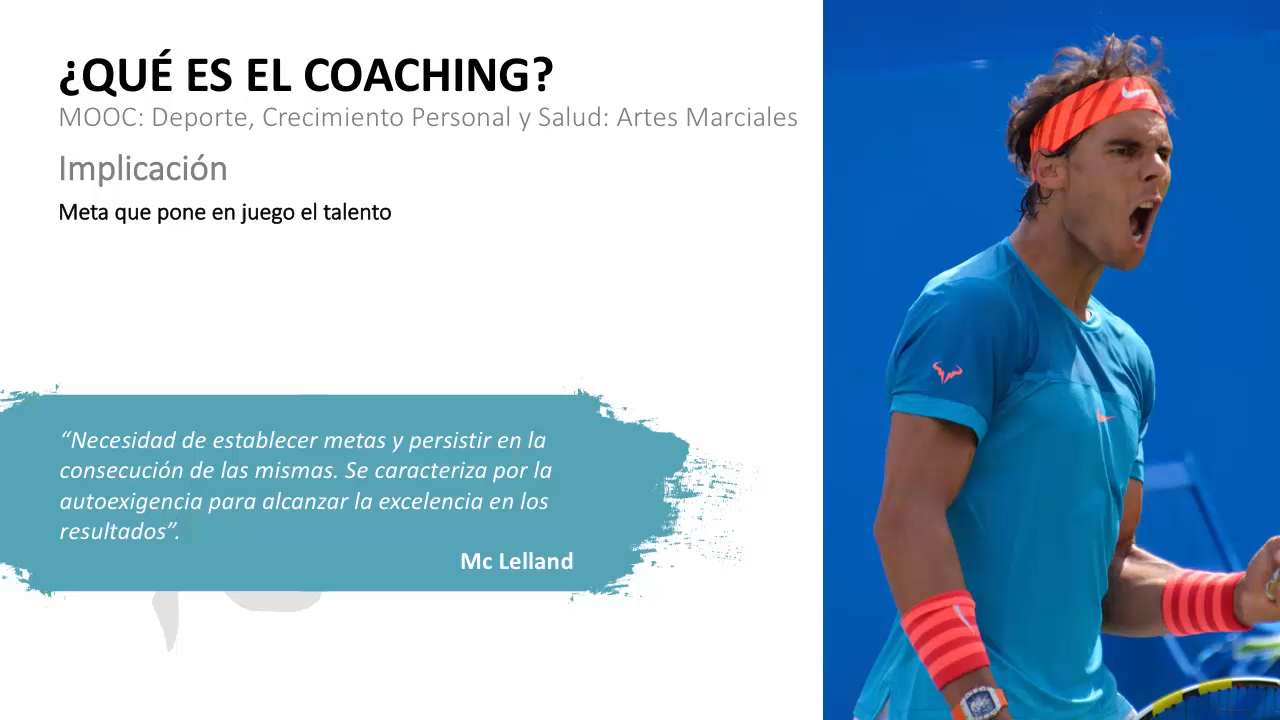 ¿QUÉ ES EL COACHING?
MOOC: Deporte, Crecimiento Personal y Salud: Artes Marciales
Implicación
Meta que pone en juego el talento
“Necesidad de establecer metas y persistir en la
consecución de las mismas. Se caracteriza por la
autoexigencia para alcanzar la excelencia en los
resultados”.
Mc Lelland